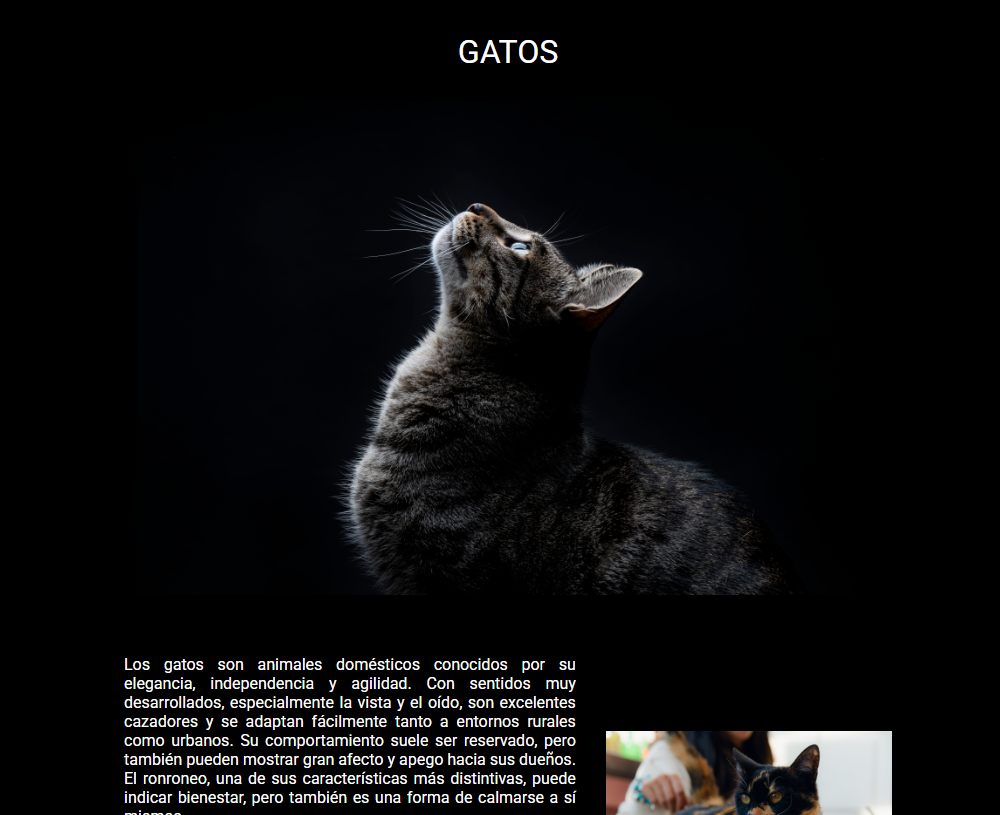 GATOS
Los gatos son animales domésticos conocidos por su
elegancia, independencia y agilidad. Con sentidos muy
desarrollados, especialmente la vista y el oído, son excelentes
cazadores y se adaptan fácilmente tanto a entornos rurales
como urbanos. Su comportamiento suele ser reservado, pero
también pueden mostrar gran afecto y apego hacia sus dueños.
El ronroneo, una de sus características más distintivas, puede
indicar bienestar, pero también es una forma de calmarse a sí